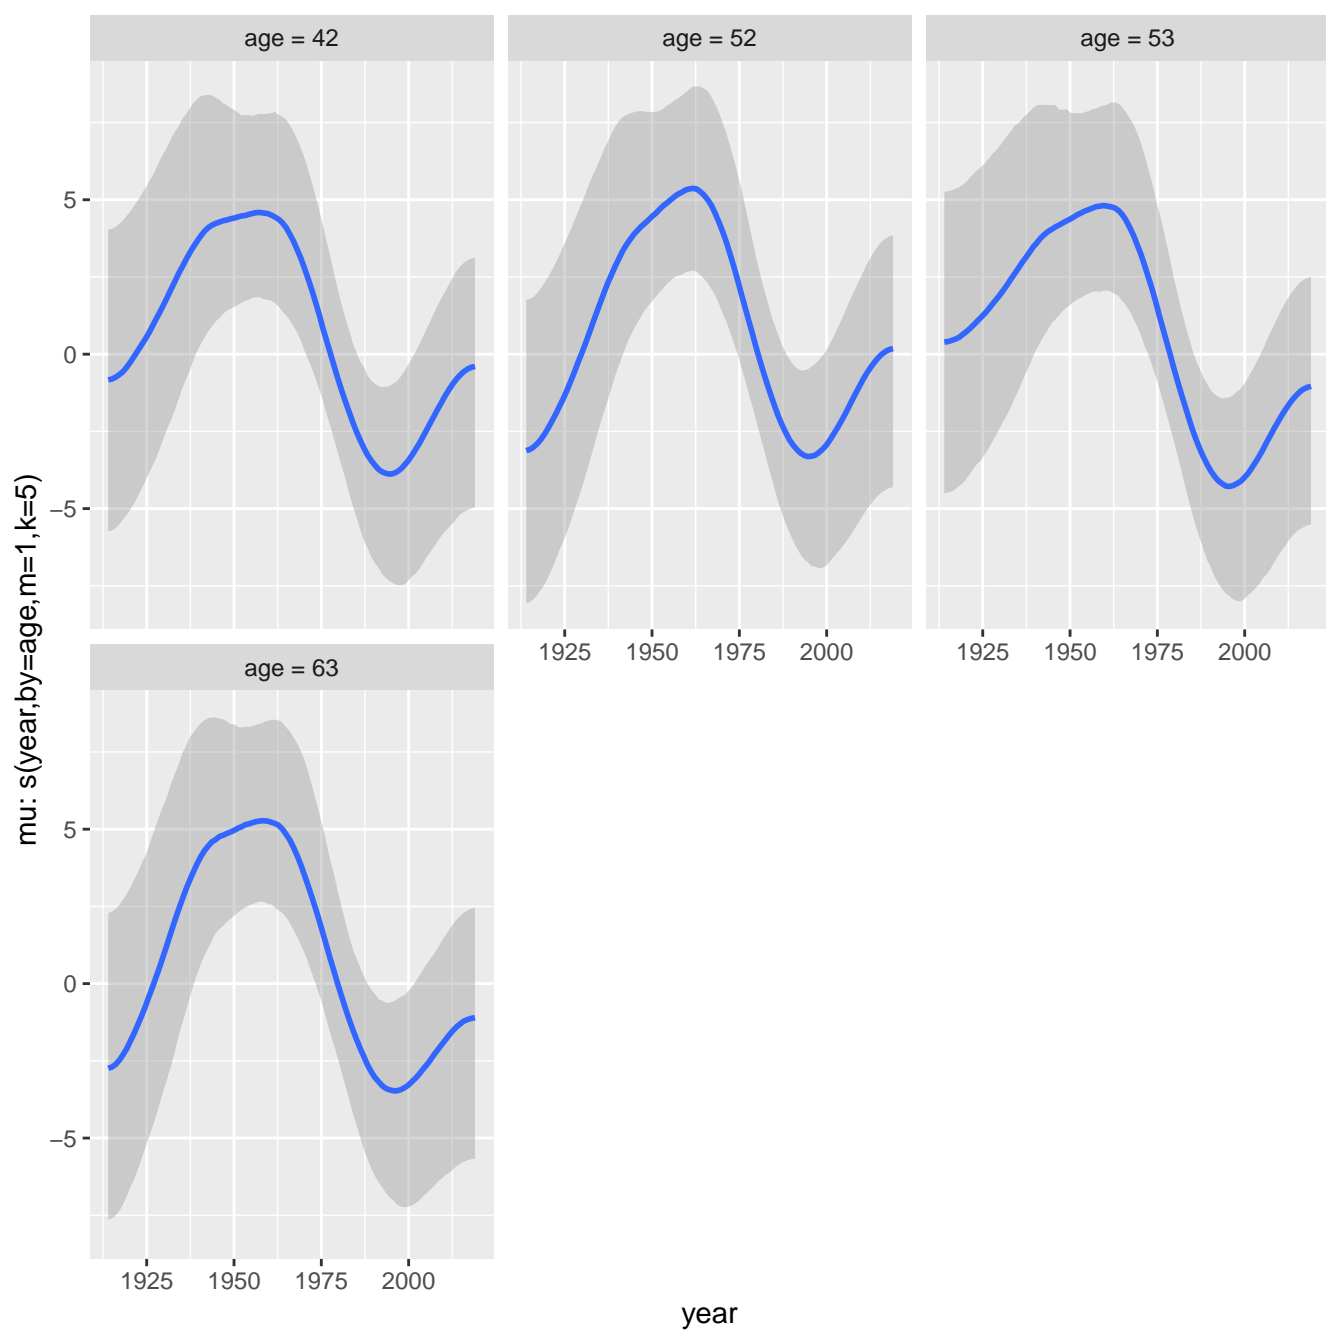 age = 42
age = 52
age = 53
5
0
−5
1925 1950 1975 2000
1925 1950 1975 2000
age = 63
5
0
−5
1925 1950 1975 2000
mu: s(year,by=age,m=1,k=5)
year